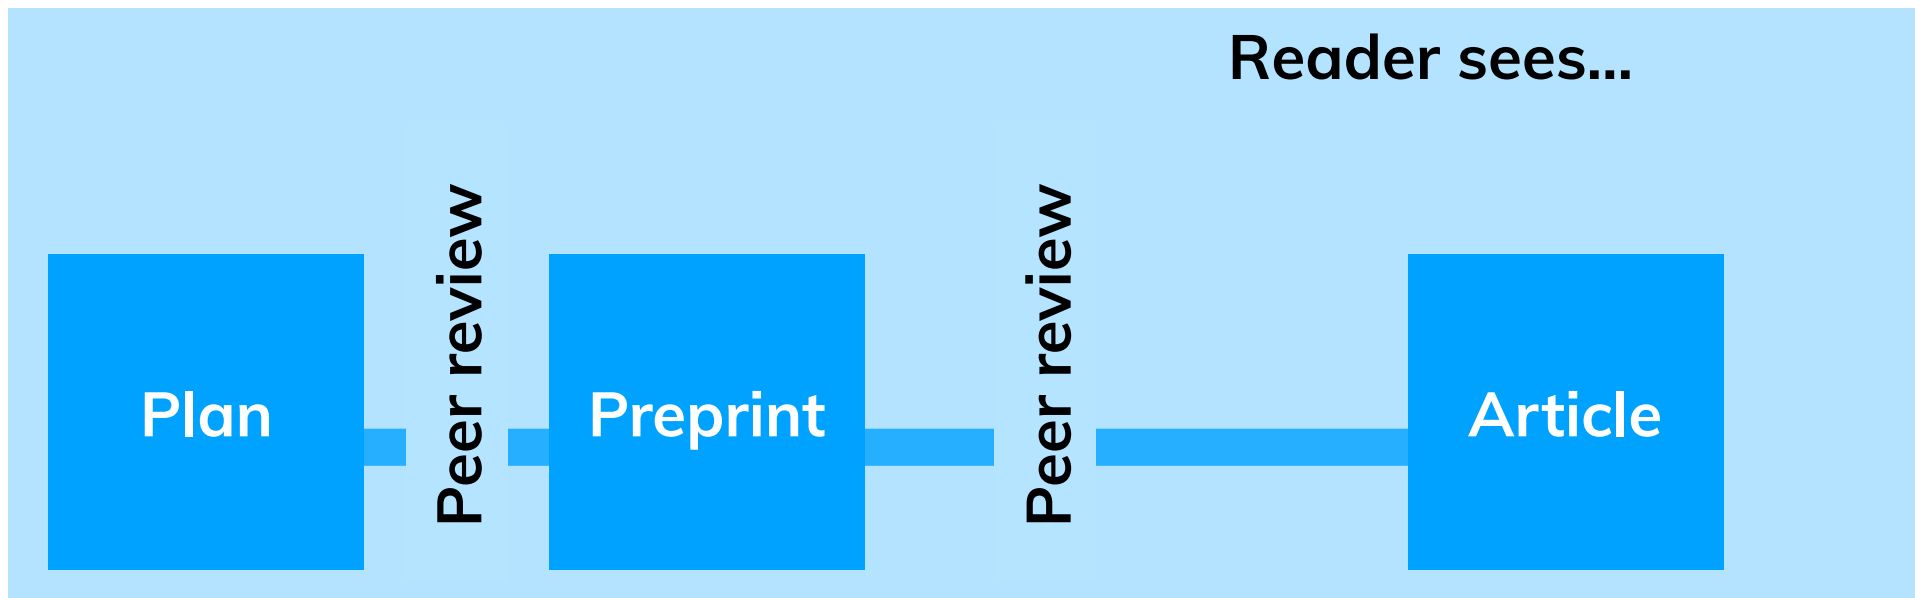 Reader sees...
Plan
Peer review
Preprint
Peer review
Article